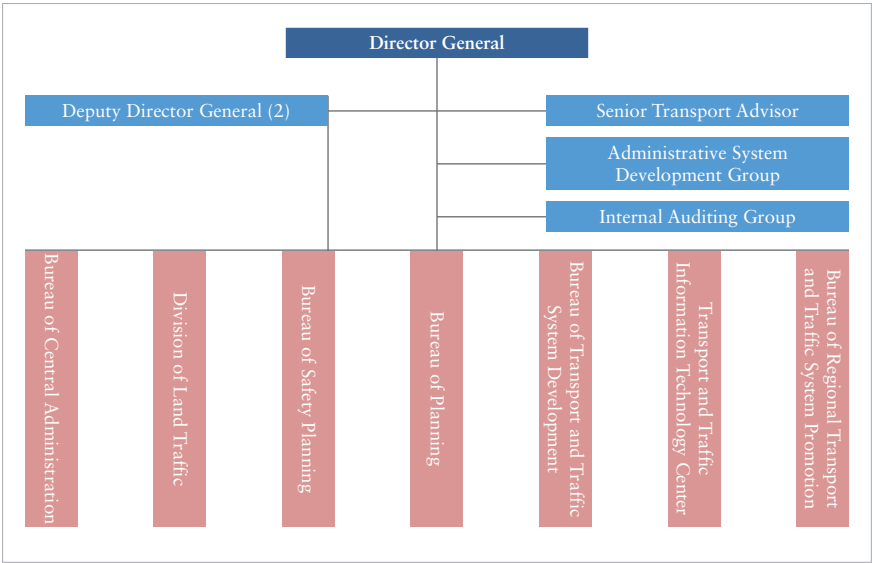 Director General
Deputy Director General (2)
Senior Transport Advisor
Administrative System
Development Group
Internal Auditing Group
Bureau of Central Administration
Division of Land Traffic
Bureau of Safety Planning
Bureau of Planning
Bureau of Transport and Traffic
System Development
Transport and Traffic
Information Technology Center
Bureau of Regional Transport
and Traffic System Promotion